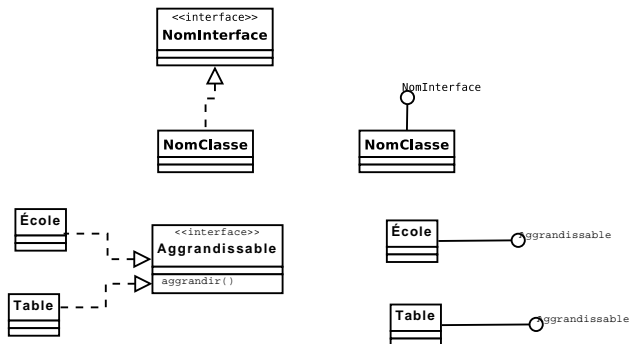 <<interface>>
NomInterface
NomInterface
NomClasse
NomClasse
École
<<interface>>
Aggrandissable
aggrandir()
Table
École
Aggrandissable
Table
Aggrandissable